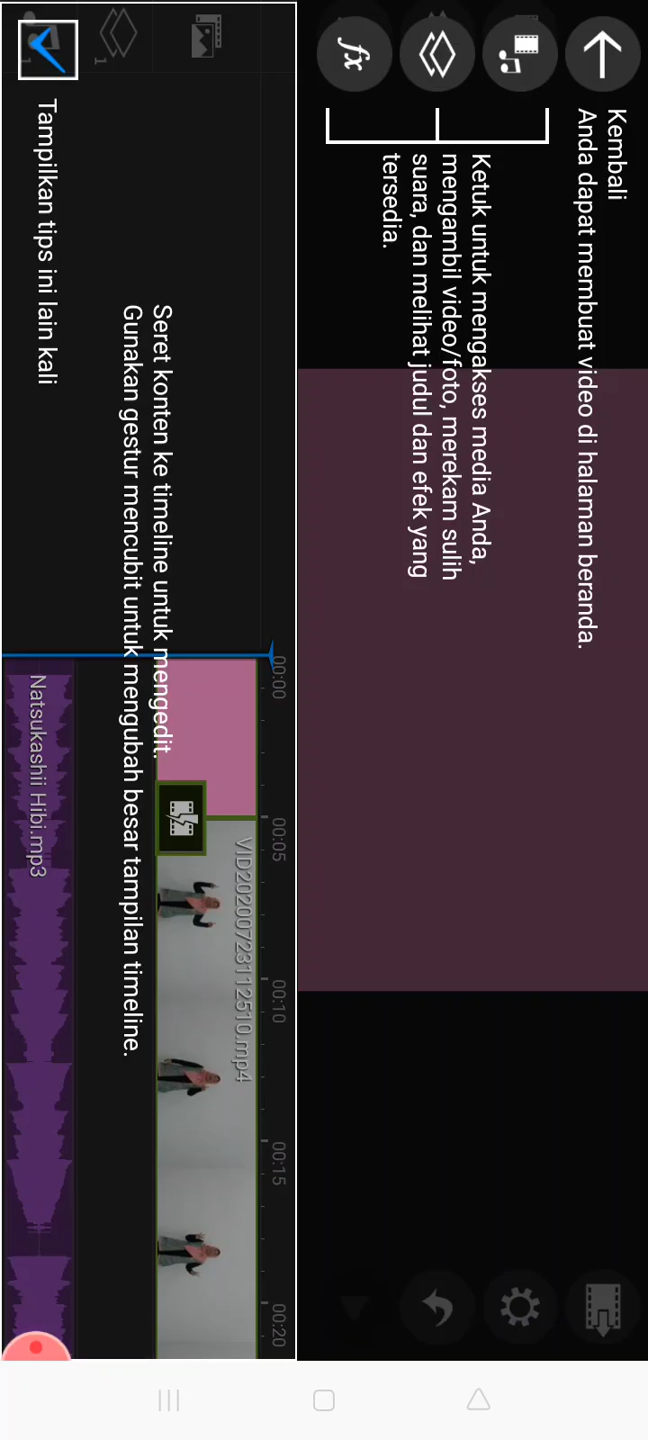 Kembali
Anda dapat membuat video di halaman beranda.
fx
Ketuk untuk mengakses media Anda,
mengambil video/foto, merekam sulih
suara, dan melihat judul dan efek yang
tersedia.
00:00
00:05
00:10
00:15
00:20
VID20200723112510.mp4
Seret konten ke timeline untuk mengedit.
Gunakan gestur mencubit untuk mengubah besar tampilan timeline.
1
1
Tampilkan tips ini lain kali
Natsukashii Hibi.mp3